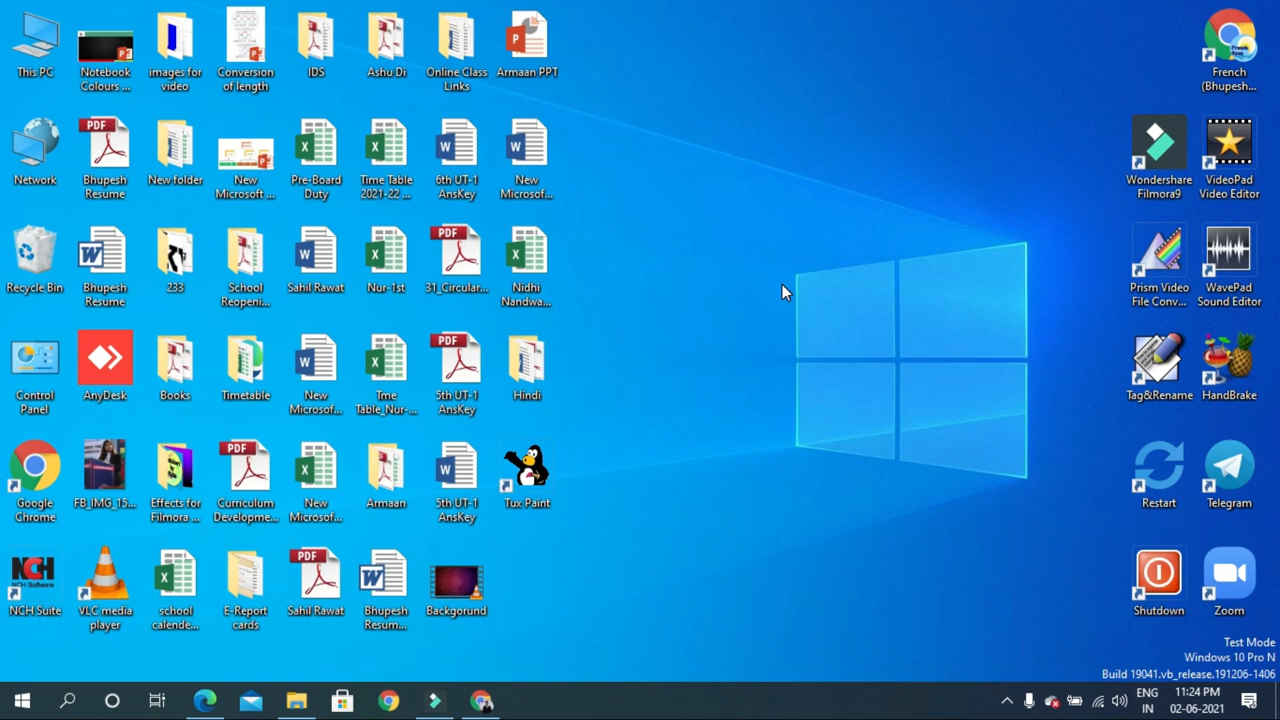 This PC
Notebook
Colours ...
images for
video
Conversion
of length
IDS
Ashu Di
Online Class
Links
Armaan PPT
French
(Bhupesh...
Network
PDF
Bhupesh
Resume
New folder
New
Microsoft ...
Pre-Board
Duty
Time Table
2021-22 ...
6th UT-1
AnsKey
New
Microsof...
Wondershare
Filmora9
VideoPad
Video Editor
Recycle Bin
Bhupesh
Resume
233
School
Reopeni...
Sahil Rawat
Nur-1st
PDF
31_Circular...
Nidhi
Nandwa...
Prism Video
File Conv...
WavePad
Sound Editor
Control
Panel
AnyDesk
Books
Timetable
New
Microsof...
Tme
Table_Nur-...
PDF
5th UT-1
AnsKey
Hindi
Tag&Rename
HandBrake
Google
Chrome
FB_IMG_15...
Effects for
Filmora ...
PDF
Curriculum
Developme...
New
Microsof...
Armaan
5th UT-1
AnsKey
Tux Paint
Restart
Telegram
NCH Software
NCH Suite
VLC media
player
school
calende...
E-Report
cards
PDF
Sahil Rawat
Bhupesh
Resum...
Backgorund
Shutdown
Zoom
Test Mode
Windows 10 Pro N
Build 19041.vb_release.191206-1406
ENG
IN
11:24 PM
02-06-2021